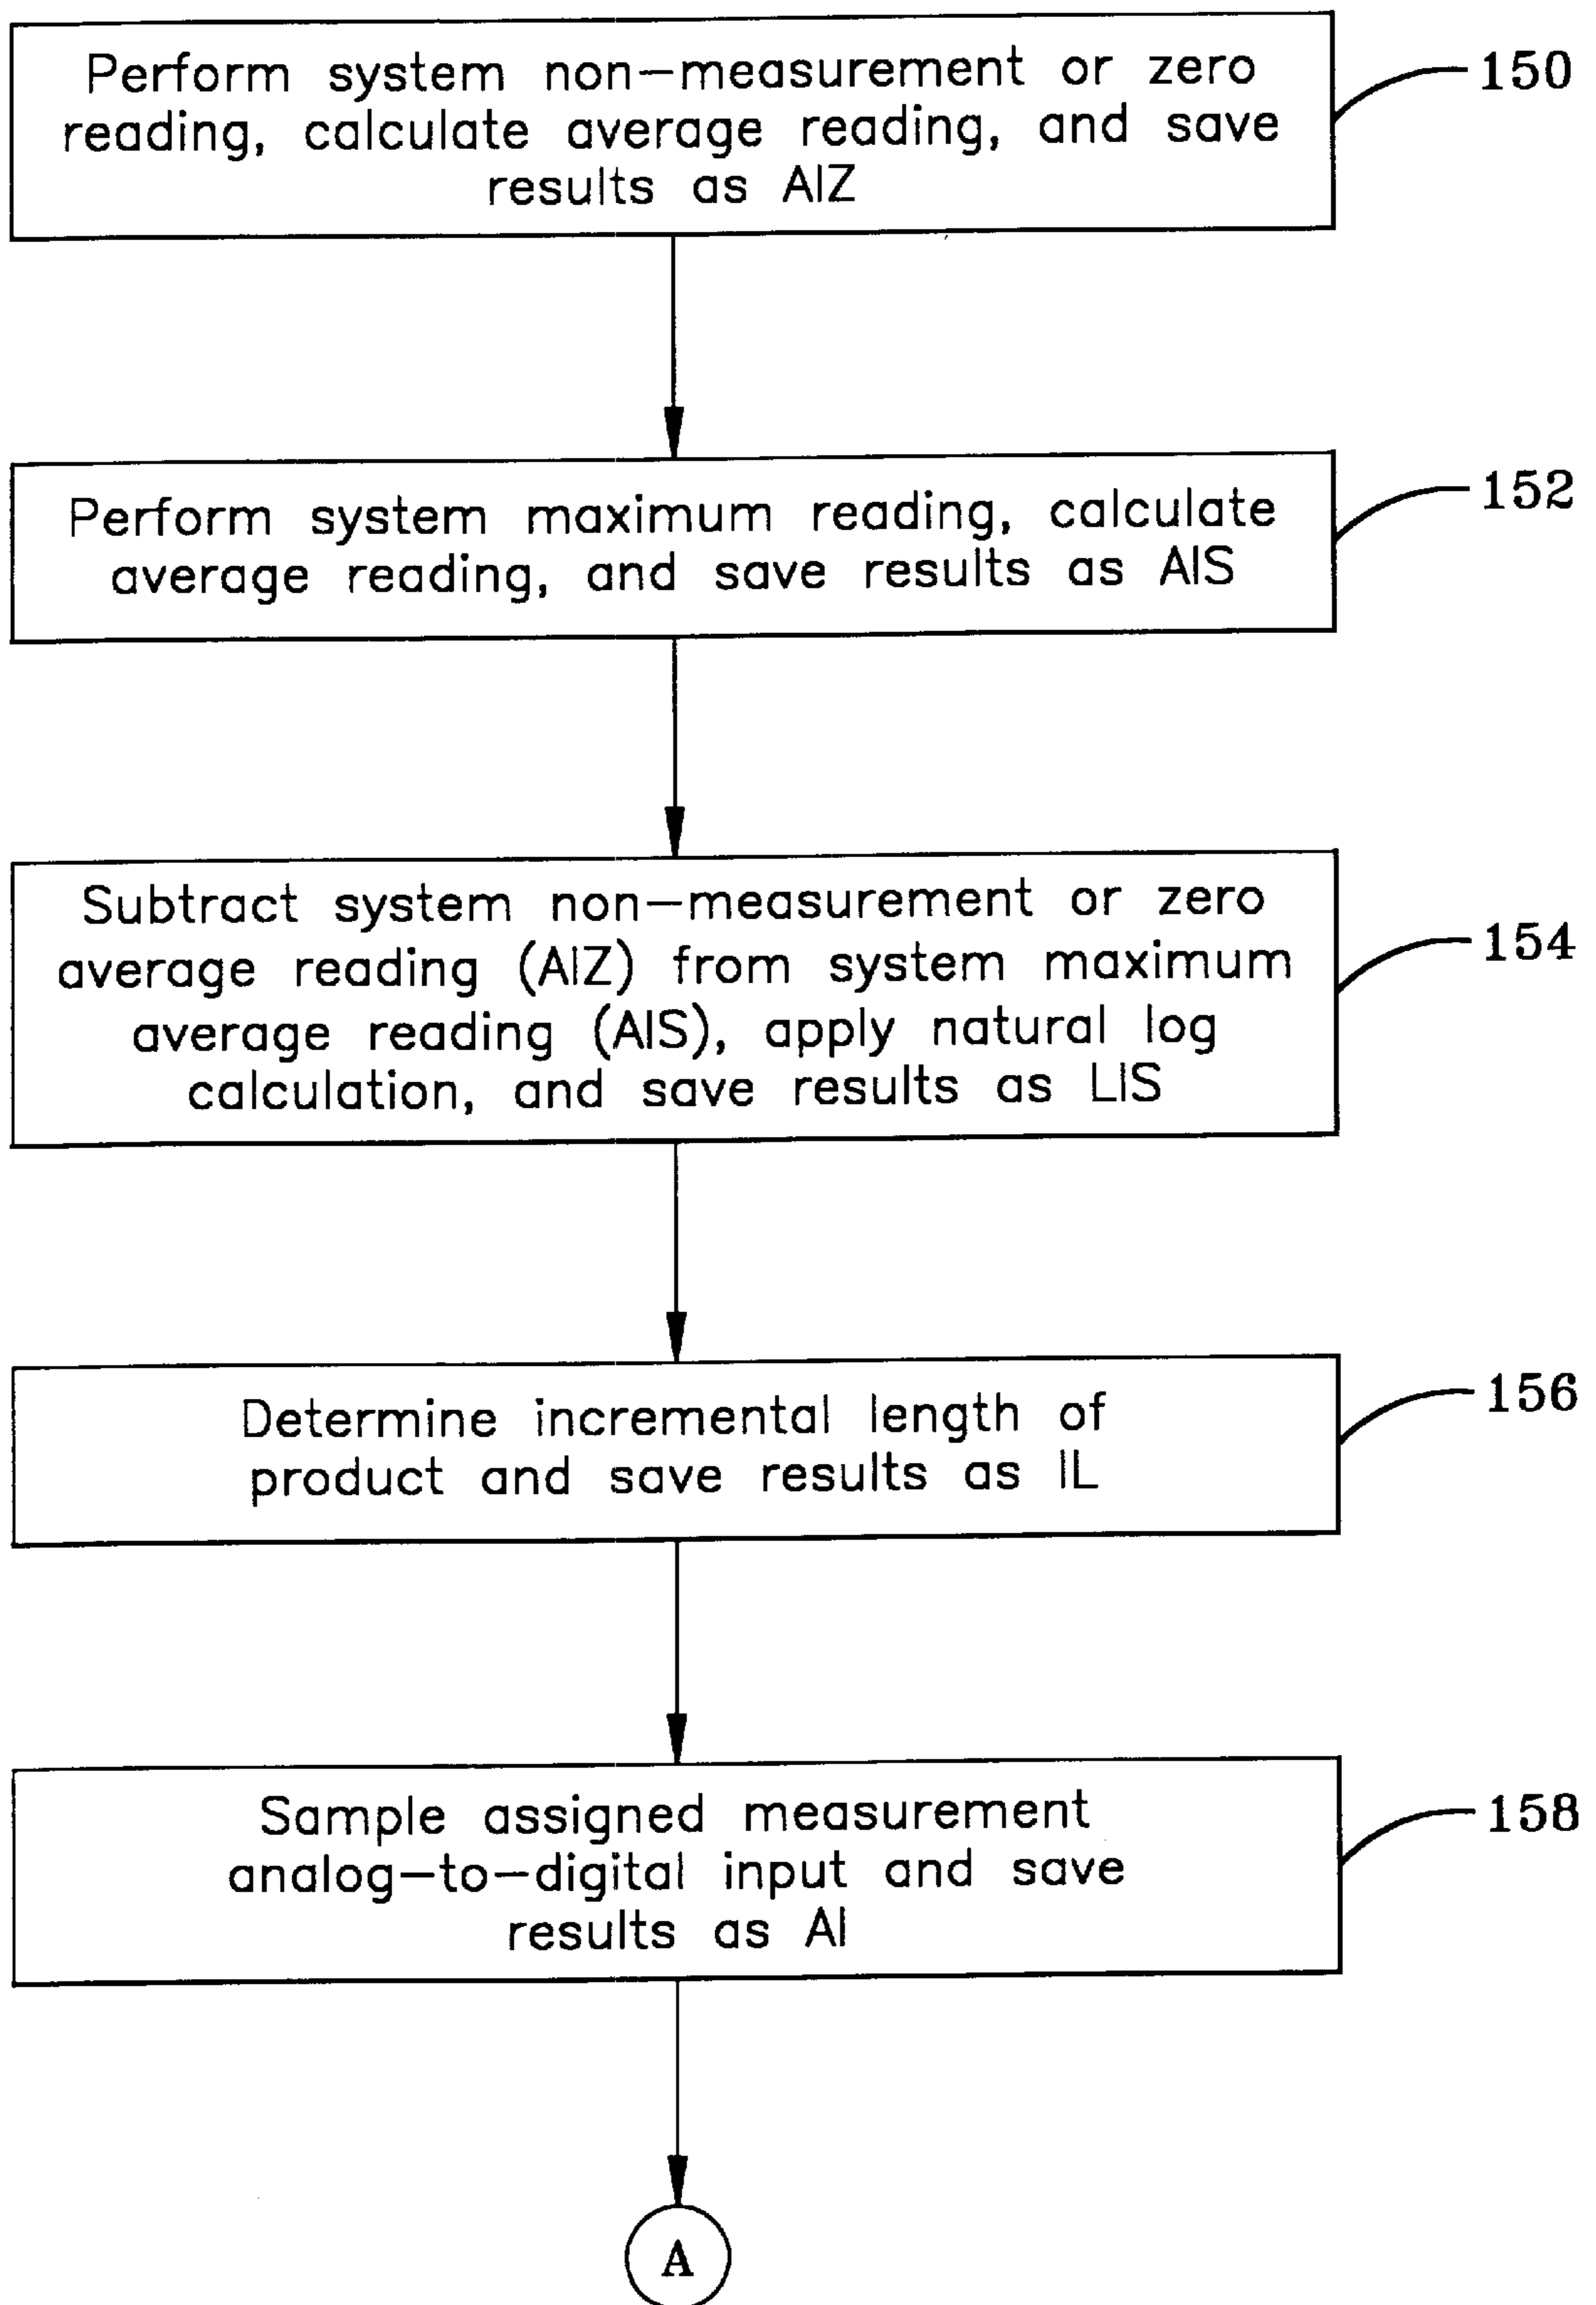 Perform system non-measurement or zero
reading, calculate average reading, and save
results as AIZ
150
Perform system maximum reading, calculate
average reading, and save results as AIS
152
Subtract system non-measurement or zero
average reading (AIZ) from system maximum
average reading (AIS), apply natural log
calculation, and save results as LIS
154
Determine incremental length of
product and save results as IL
156
Sample assigned measurement
analog-to-digital input and save
results as AI
158
A